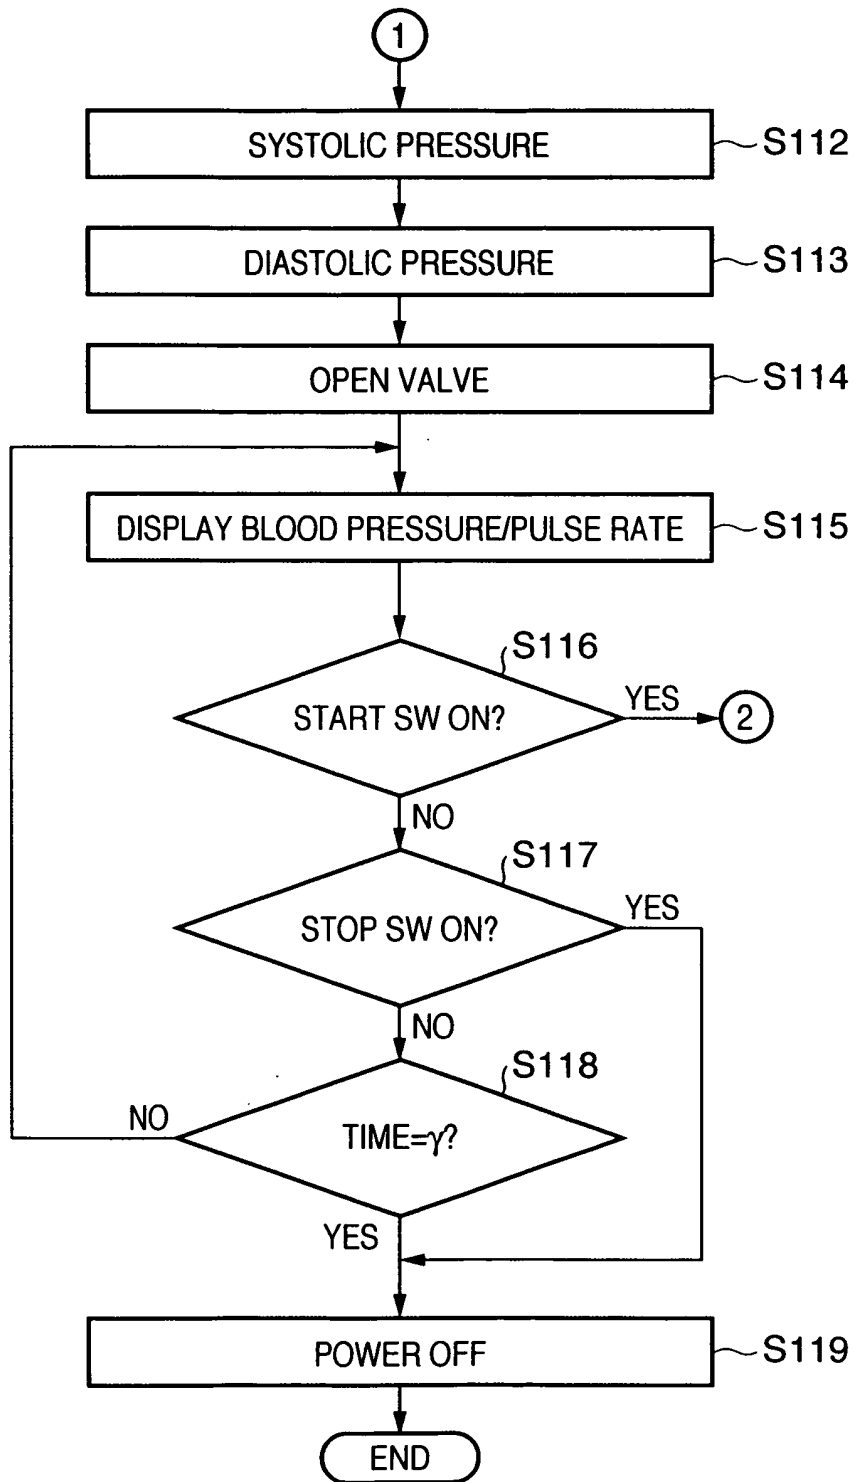 1
SYSTOLIC PRESSURE
S112
DIASTOLIC PRESSURE
S113
OPEN VALVE
S114
DISPLAY BLOOD PRESSURE/PULSE RATE
S115
S116
START SW ON?
YES
2
NO
S117
STOP SW ON?
YES
NO
S118
TIME=γ?
NO
YES
POWER OFF
S119
END